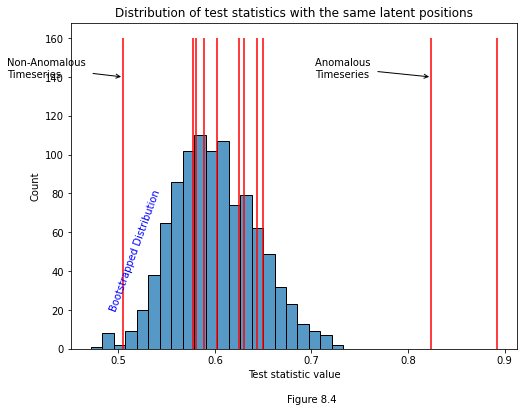 Distribution of test statistics with the same latent positions
160
140
120
100
80
60
40
20
0
Count
Non-Anomalous
Timeseries
Anomalous
Timeseries
Bootstrapped Distribution
0.5 0.6 0.7 0.8 0.9
Test statistic value
Figure 8.4